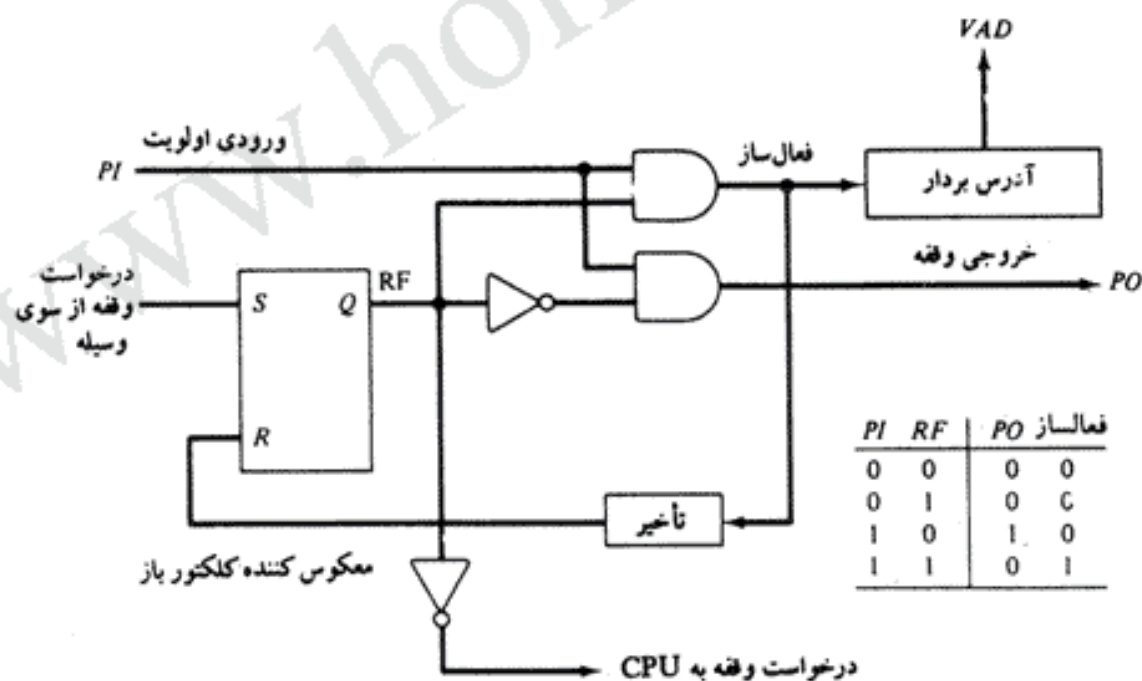 www.hon
VAD
ورودی اولویت
PI
فعال‌ساز
آدرس بردار
خروجی وقفه
PO
درخواست
وقفه از سوی
وسیله
S
Q
RF
R
تأخیر
PI RF PO فعالساز
0 0 0 0
0 1 0 0
1 0 1 0
1 1 0 1
معکوس کننده کلکتور باز
درخواست وقفه به CPU